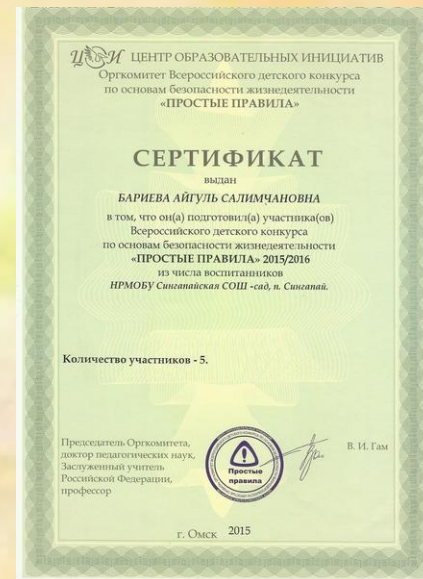 ЦОИ ЦЕНТР ОБРАЗОВАТЕЛЬНЫХ ИНИЦИАТИВ
Оргкомитет Всероссийского детского конкурса
по основам безопасности жизнедеятельности
«ПРОСТЫЕ ПРАВИЛА»
СЕРТИФИКАТ
выдан
БАРИЕВА АЙГУЛЬ САЛИМЧАНОВНА
в том, что он(а) подготовил(а) участника(ов)
Всероссийского детского конкурса
по основам безопасности жизнедеятельности
«ПРОСТЫЕ ПРАВИЛА» 2015/2016
из числа воспитанников
НРМОБУ Сингапайская СОШ -сад, п. Сингапай.
Количество участников - 5.
Председатель Оргкомитета,
доктор педагогических наук,
Заслуженный учитель
Российской Федерации,
профессор
Простые
правила
В. И. Гам
г. Омск 2015